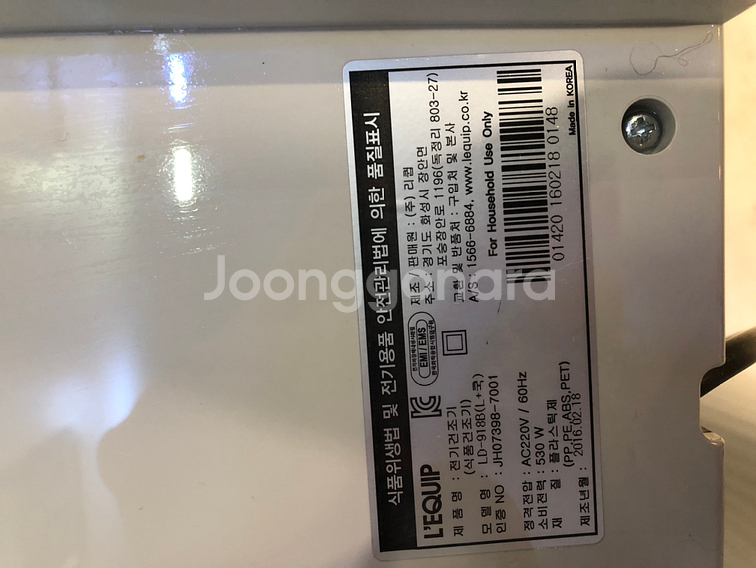 식품위생법 및 전기용품 안전관리법에 의한 품질표시
L'EQUIP
제 품 명 : 전기건조기
(식품건조기)
모 델 명 : LD-918B(L+쿡)
인증 NO : JH07398-7001
정격전압 : AC220V / 60Hz
소비전력 : 530 W
재 질 : 플라스틱제
(PP,PE,ABS,PET)
제조년월 : 2016.02.18
EMI/EMS
제조 / 판매원 : (주) 리큅
주소 : 경기도 화성시 장안면
포승장안로 1196(독정리 803-27)
교환 및 반품처 : 구입처 및 본사
A/S : 1566-6884, www.lequip.co.kr
For Household Use Only
01420 160218 0148
Made in KOREA
Joonggonara